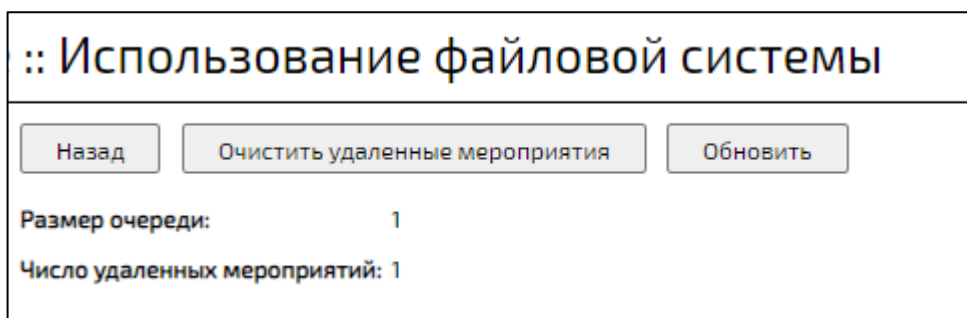 :: Использование файловой системы
Назад Очистить удаленные мероприятия Обновить
Размер очереди: 1
Число удаленных мероприятий: 1